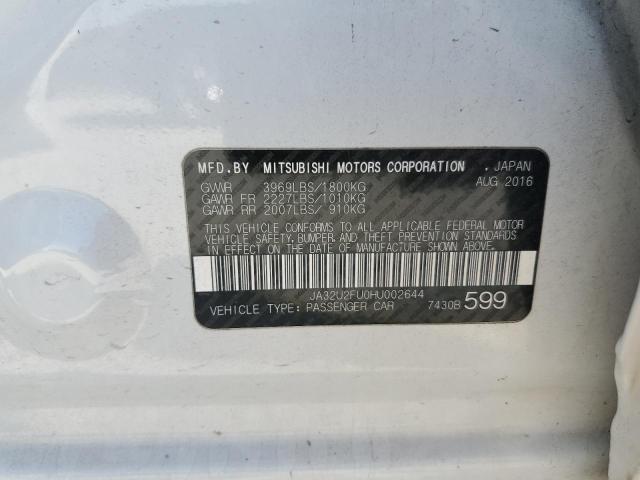 MFD.BY MITSUBISHI MOTORS CORPORATION , JAPAN
GVWR 3969LBS/1800KG AUG 2016
GAWR FR 2227LBS/1010KG
GAWR RR 2007LBS/ 910KG
THIS VEHICLE CONFORMS TO ALL APPLICABLE FEDERAL MOTOR
VEHICLE SAFETY, BUMPER, AND THEFT PREVENTION STANDARDS
IN EFFECT ON THE DATE OF MANUFACTURE SHOWN ABOVE.
JA32U2FU0HU002644
VEHICLE TYPE: PASSENGER CAR 7430B 599